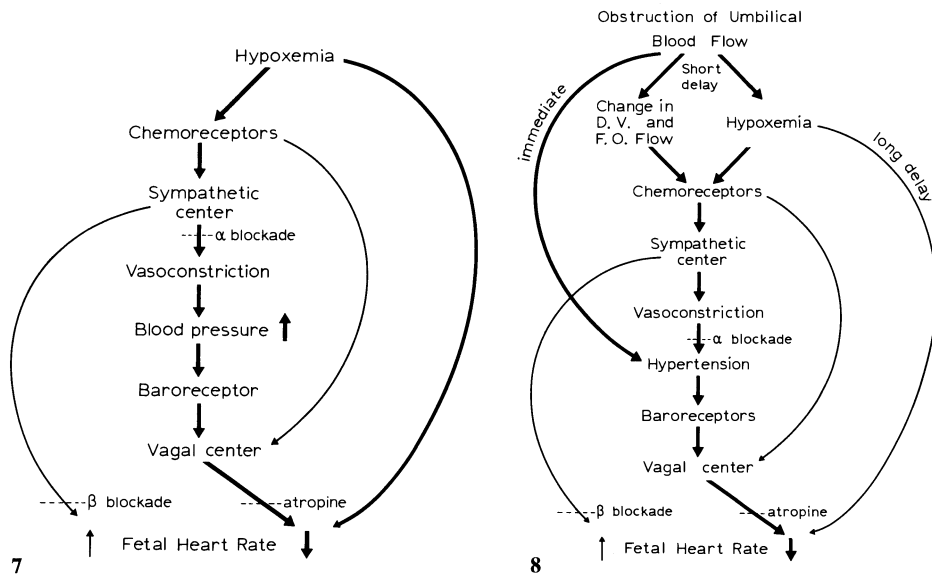 Hypoxemia
Chemoreceptors
Sympathetic
center
α blockade
Vasoconstriction
Blood pressure
Baroreceptor
Vagal center
β blockade
atropine
Fetal Heart Rate
7
Obstruction of Umbilical
Blood Flow
Short
delay
immediate
Change in
D. V. and
F. O. Flow
Hypoxemia
long delay
Chemoreceptors
Sympathetic
center
Vasoconstriction
α blockade
Hypertension
Baroreceptors
Vagal center
β blockade
atropine
Fetal Heart Rate
8